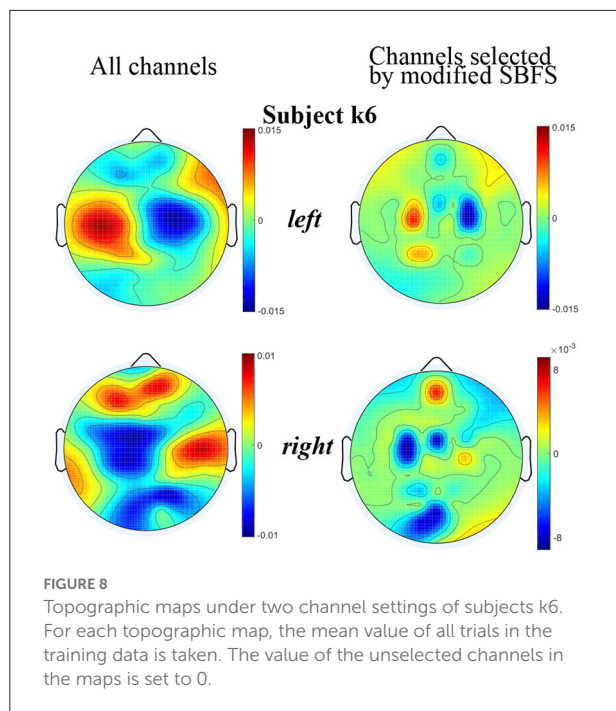 All channels
Channels selected
by modified SBFS
Subject k6
0.015
0
-0.015
left
0.015
0
-0.015
0.01
0
-0.01
right
×10⁻³
8
0
-8
FIGURE 8
Topographic maps under two channel settings of subjects k6.
For each topographic map, the mean value of all trials in the
training data is taken. The value of the unselected channels in
the maps is set to 0.